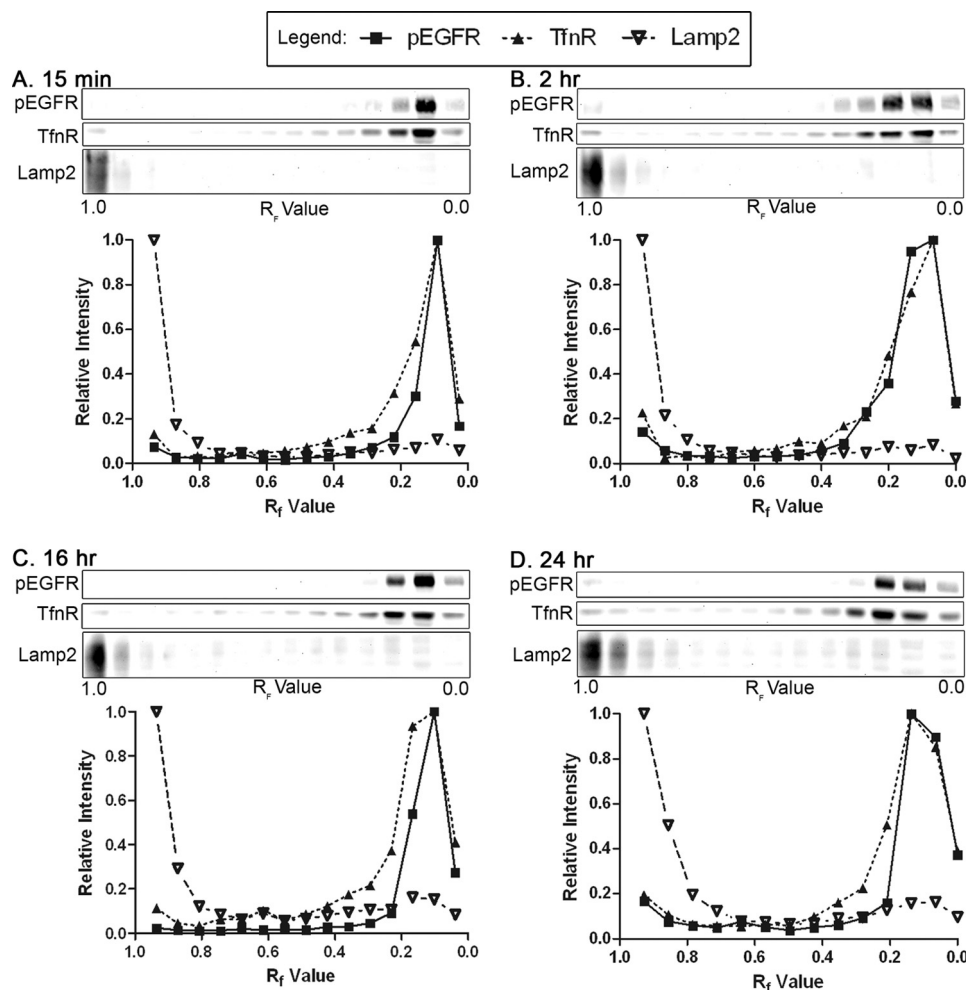 Legend: pEGFR TfnR Lamp2
A. 15 min
pEGFR
TfnR
Lamp2
1.0 RF Value 0.0
1.0
0.8
0.6
0.4
0.2
0.0
Relative Intensity
1.0 0.8 0.6 0.4 0.2 0.0
Rf Value
B. 2 hr
pEGFR
TfnR
Lamp2
1.0 RF Value 0.0
1.0
0.8
0.6
0.4
0.2
0.0
Relative Intensity
1.0 0.8 0.6 0.4 0.2 0.0
Rf Value
C. 16 hr
pEGFR
TfnR
Lamp2
1.0 RF Value 0.0
1.0
0.8
0.6
0.4
0.2
0.0
Relative Intensity
1.0 0.8 0.6 0.4 0.2 0.0
Rf Value
D. 24 hr
pEGFR
TfnR
Lamp2
1.0 RF Value 0.0
1.0
0.8
0.6
0.4
0.2
0.0
Relative Intensity
1.0 0.8 0.6 0.4 0.2 0.0
Rf Value